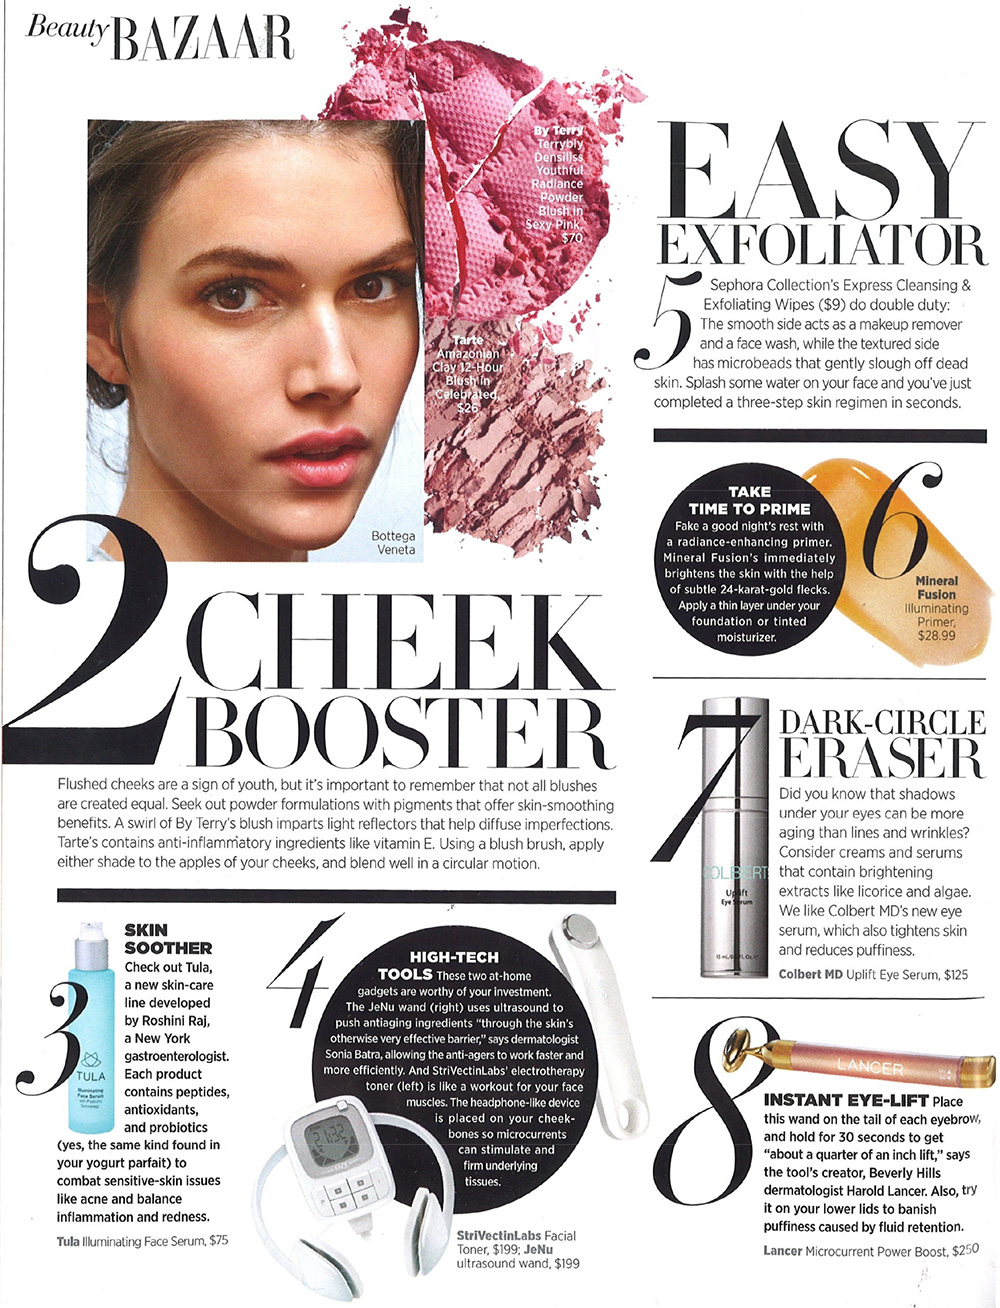 Beauty BAZAAR
By Terry
Terrybly
Densiliss
Youthful
Radiance
Powder
Blush in
Sexy Pink,
$70
Tarte
Amazonian
Clay 12-Hour
Blush in
Celebrated,
$26
Bottega
Veneta
2 CHEEK
BOOSTER
Flushed cheeks are a sign of youth, but it's important to remember that not all blushes
are created equal. Seek out powder formulations with pigments that offer skin-smoothing
benefits. A swirl of By Terry's blush imparts light reflectors that help diffuse imperfections.
Tarte's contains anti-inflammatory ingredients like vitamin E. Using a blush brush, apply
either shade to the apples of your cheeks, and blend well in a circular motion.
3
SKIN
SOOTHER
Check out Tula,
a new skin-care
line developed
by Roshini Raj,
a New York
gastroenterologist.
Each product
contains peptides,
antioxidants,
and probiotics
(yes, the same kind found in
your yogurt parfait) to
combat sensitive-skin issues
like acne and balance
inflammation and redness.
Tula Illuminating Face Serum, $75
TULA
Illuminating
Face Serum
4
HIGH-TECH
TOOLS These two at-home
gadgets are worthy of your investment.
The JeNu wand (right) uses ultrasound to
push antiaging ingredients “through the skin's
otherwise very effective barrier,” says dermatologist
Sonia Batra, allowing the anti-agers to work faster and
more efficiently. And StriVectinLabs' electrotherapy
toner (left) is like a workout for your face
muscles. The headphone-like device
is placed on your cheek-
bones so microcurrents
can stimulate and
firm underlying
tissues.
StriVectinLabs Facial
Toner, $199; JeNu
ultrasound wand, $199
EASY
EXFOLIATOR
5
Sephora Collection's Express Cleansing &
Exfoliating Wipes ($9) do double duty:
The smooth side acts as a makeup remover
and a face wash, while the textured side
has microbeads that gently slough off dead
skin. Splash some water on your face and you've just
completed a three-step skin regimen in seconds.
TAKE
TIME TO PRIME
Fake a good night's rest with
a radiance-enhancing primer.
Mineral Fusion's immediately
brightens the skin with the help
of subtle 24-karat-gold flecks.
Apply a thin layer under your
foundation or tinted
moisturizer.
6
Mineral
Fusion
Illuminating
Primer,
$28.99
7
DARK-CIRCLE
ERASER
Did you know that shadows
under your eyes can be more
aging than lines and wrinkles?
Consider creams and serums
that contain brightening
extracts like licorice and algae.
We like Colbert MD's new eye
serum, which also tightens skin
and reduces puffiness.
Colbert MD Uplift Eye Serum, $125
COLBERT
Uplift
Eye Serum
8
LANCER
INSTANT EYE-LIFT Place
this wand on the tail of each eyebrow,
and hold for 30 seconds to get
“about a quarter of an inch lift,” says
the tool's creator, Beverly Hills
dermatologist Harold Lancer. Also, try
it on your lower lids to banish
puffiness caused by fluid retention.
Lancer Microcurrent Power Boost, $250